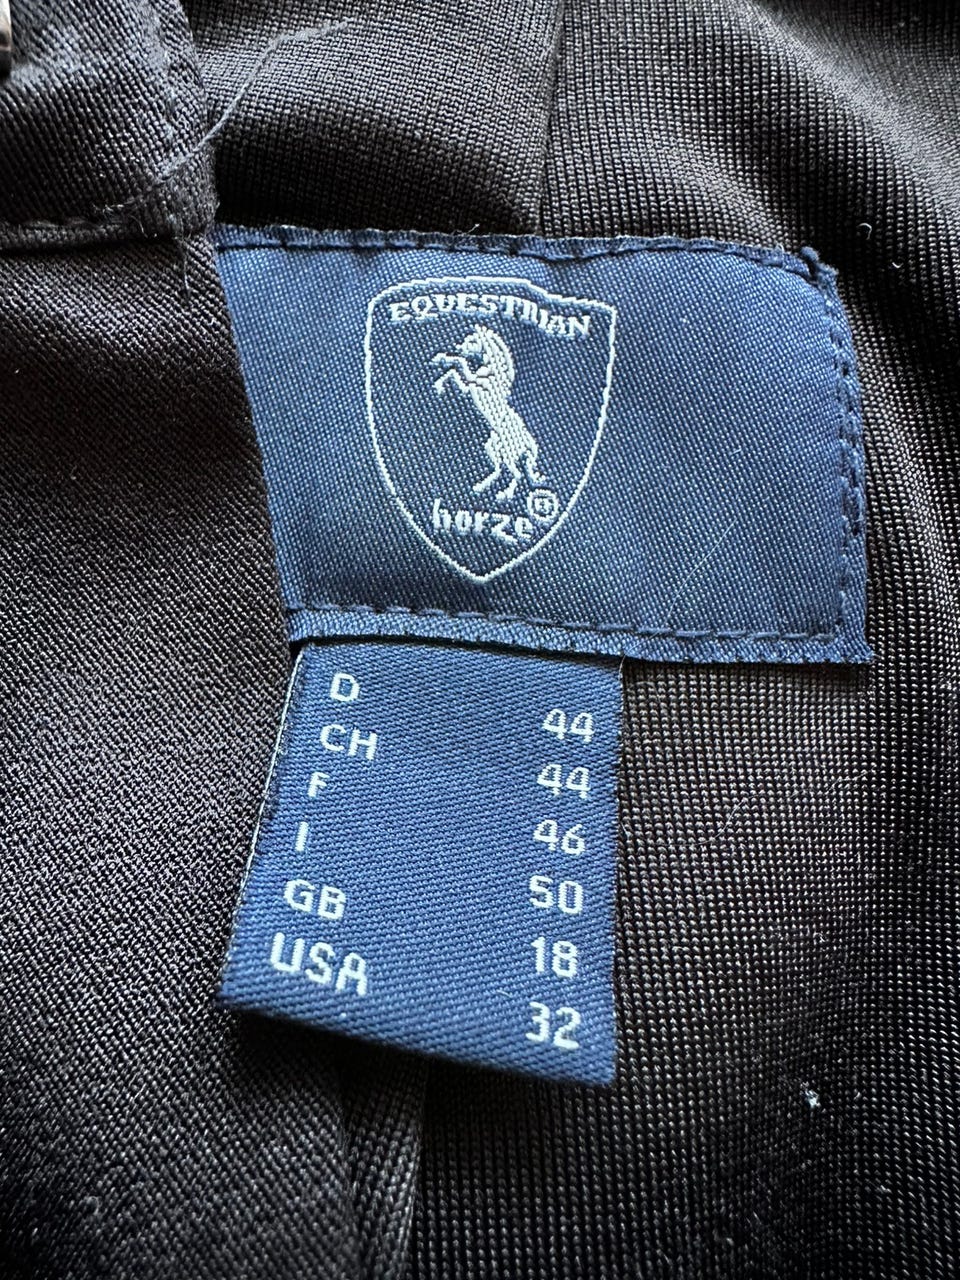 EQUESTRIAN
horze®
D 44
CH 44
F 46
I 50
GB 18
USA 32